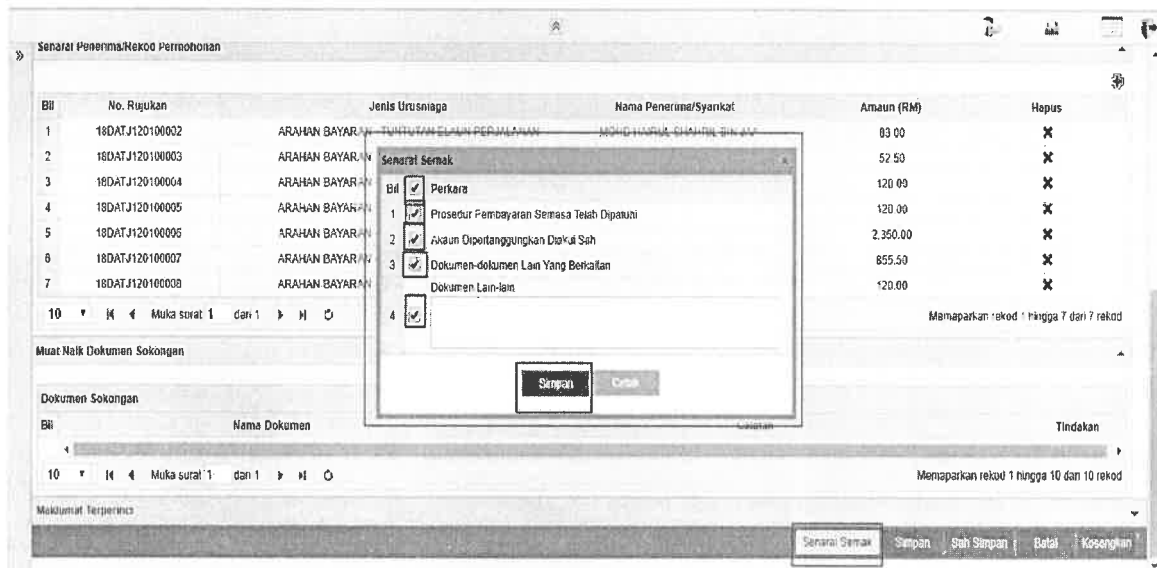 Senarai Penerima/Rekod Permohonan
Bil No. Rujukan Jenis Urusniaga Nama Penerima/Syarikat Amaun (RM) Hapus
1 18DATJ120100002 ARAHAN BAYARAN - TUNTUTAN ELAUN PERJALANAN 83.00
2 18DATJ120100003 ARAHAN BAYARAN 52.50
3 18DATJ120100004 ARAHAN BAYARAN 120.00
4 18DATJ120100005 ARAHAN BAYARAN 120.00
5 18DATJ120100006 ARAHAN BAYARAN 2,350.00
6 18DATJ120100007 ARAHAN BAYARAN 855.50
7 18DATJ120100008 ARAHAN BAYARAN 120.00
Senarai Semak
Bil Perkara
1 Prosedur Pembayaran Semasa Telah Dipatuhi
2 Akaun Dipertanggungkan Diakui Sah
3 Dokumen-dokumen Lain Yang Berkaitan
Dokumen Lain-lain
4
Simpan Cetak
10 Muka surat 1 dari 1 Memaparkan rekod 1 hingga 7 dari 7 rekod
Muat Naik Dokumen Sokongan
Dokumen Sokongan
Bil Nama Dokumen Catatan Tindakan
10 Muka surat 1 dari 1 Memaparkan rekod 1 hingga 10 dari 10 rekod
Maklumat Terperinci
Senarai Semak Simpan Sah Simpan Batal Kosongkan